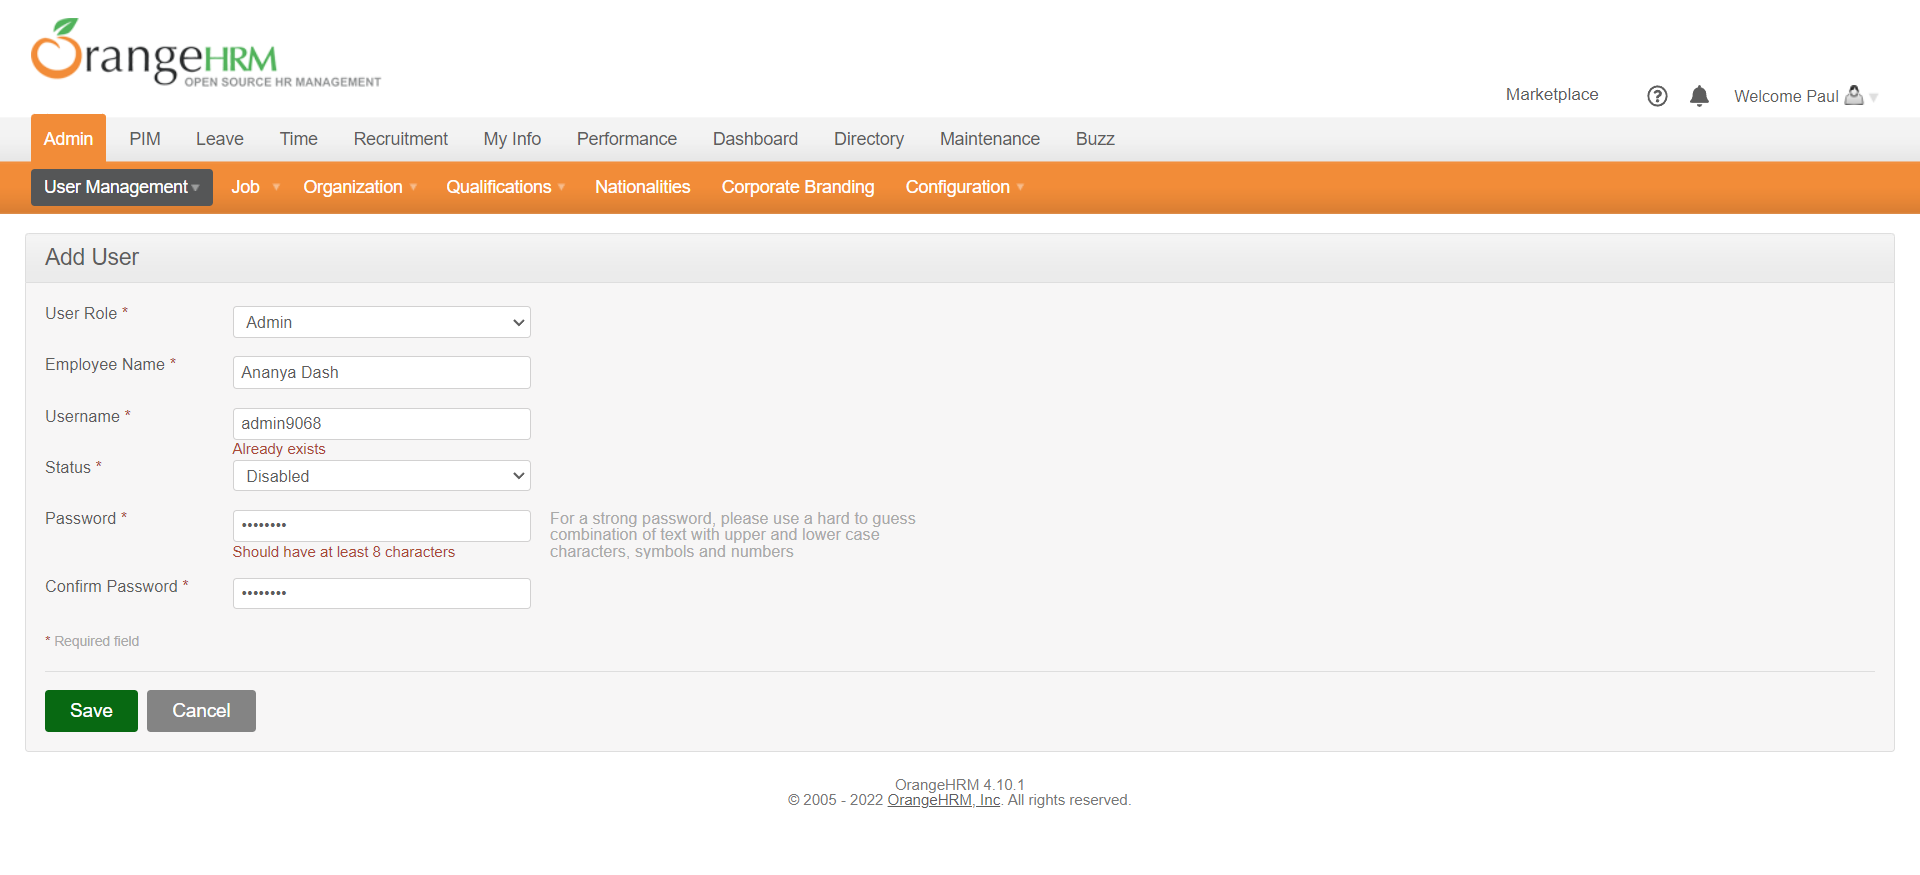 OrangeHRM
OPEN SOURCE HR MANAGEMENT
Marketplace
Welcome Paul
Admin PIM Leave Time Recruitment My Info Performance Dashboard Directory Maintenance Buzz
User Management Job Organization Qualifications Nationalities Corporate Branding Configuration
Add User
User Role * Admin
Employee Name * Ananya Dash
Username * admin9068
Already exists
Status * Disabled
Password * ••••••••
Should have at least 8 characters
For a strong password, please use a hard to guess
combination of text with upper and lower case
characters, symbols and numbers
Confirm Password * ••••••••
* Required field
Save Cancel
OrangeHRM 4.10.1
© 2005 - 2022 OrangeHRM, Inc. All rights reserved.